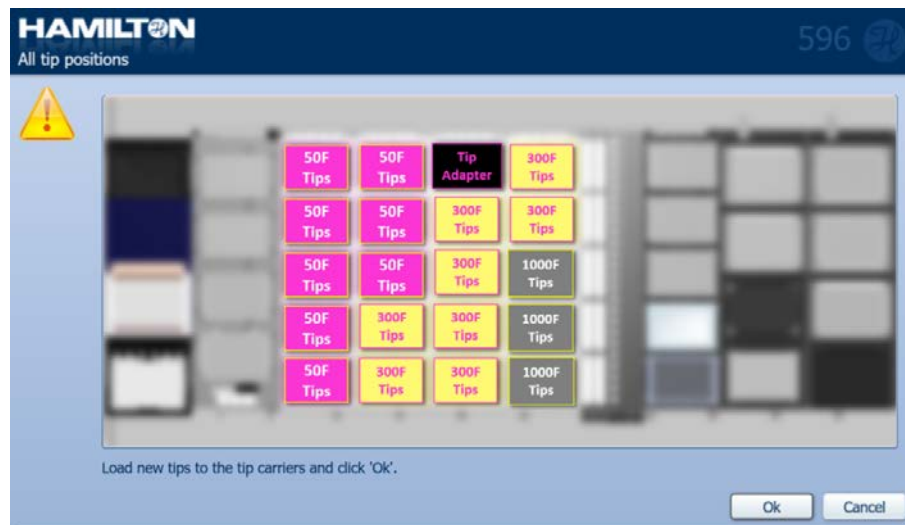 HAMILTON
596
All tip positions
50F
Tips
50F
Tips
Tip
Adapter
300F
Tips
50F
Tips
50F
Tips
300F
Tips
300F
Tips
50F
Tips
50F
Tips
300F
Tips
1000F
Tips
50F
Tips
300F
Tips
300F
Tips
1000F
Tips
50F
Tips
300F
Tips
300F
Tips
1000F
Tips
Load new tips to the tip carriers and click 'Ok'.
Ok
Cancel